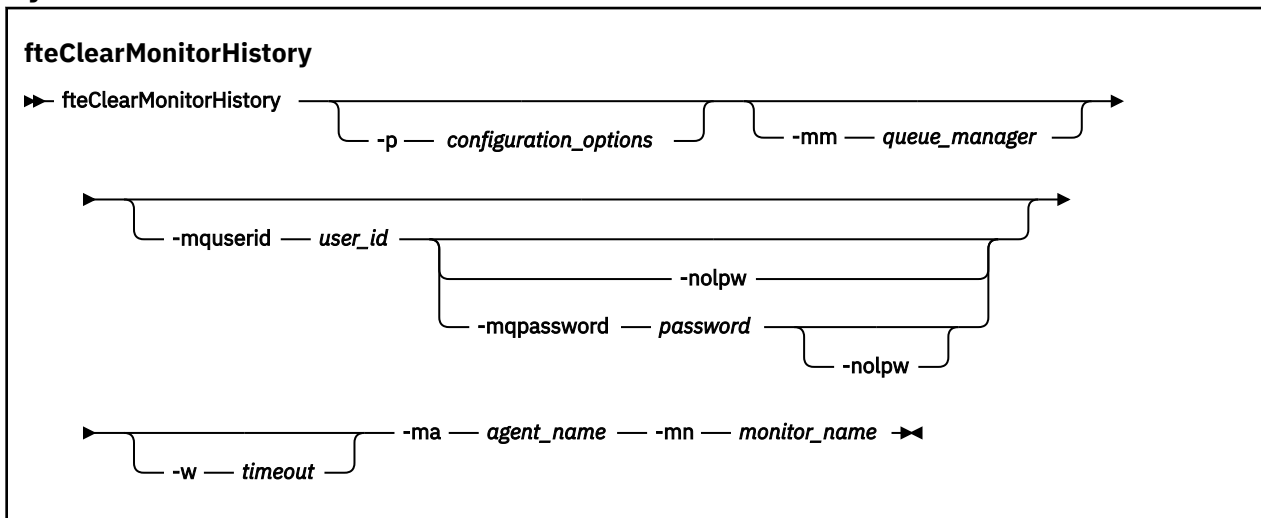 fteClearMonitorHistory
fteClearMonitorHistory
-p configuration_options -mm queue_manager
-mquserid user_id
-nolpw
-mqpassword password
-nolpw
-ma agent_name -mn monitor_name
-w timeout